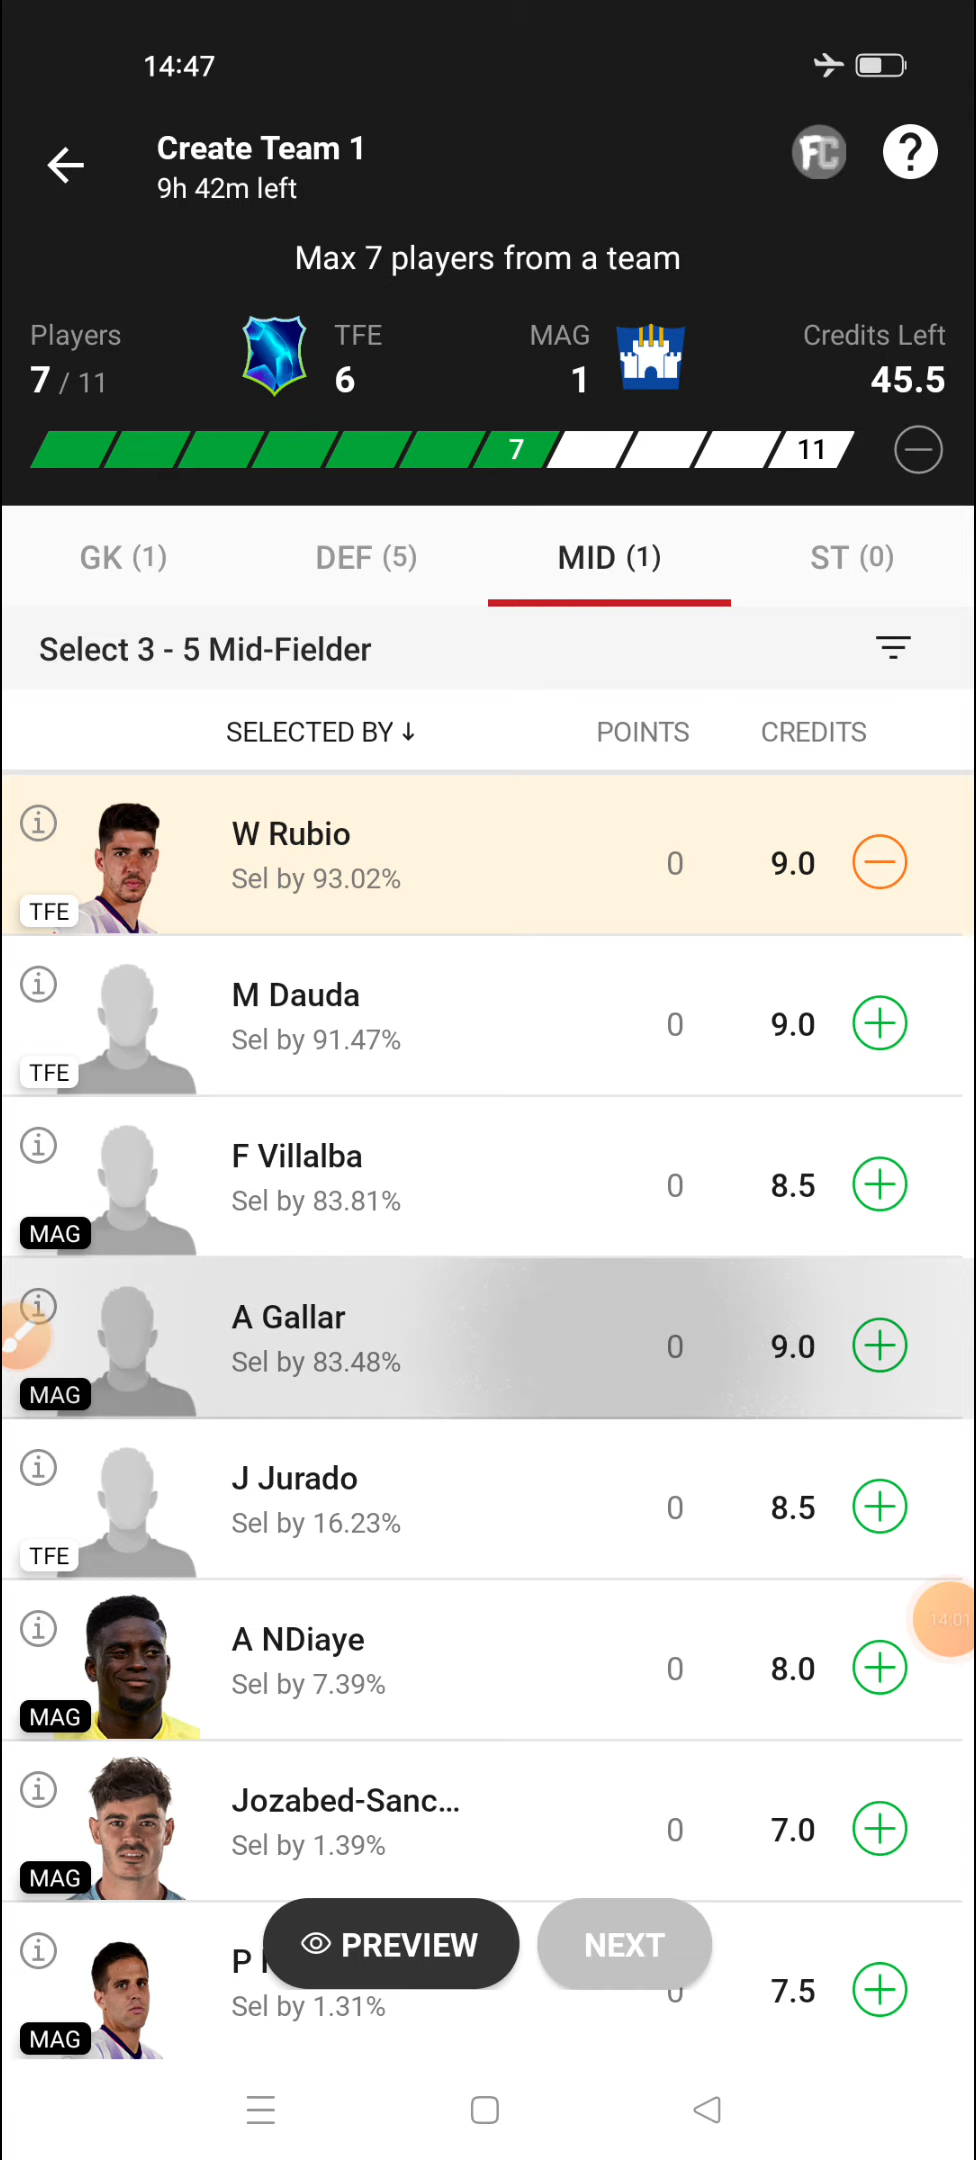 14:47
Create Team 1
9h 42m left
FC
?
Max 7 players from a team
Players
7 / 11
TFE
6
MAG
1
Credits Left
45.5
7
11
GK (1)
DEF (5)
MID (1)
ST (0)
Select 3 - 5 Mid-Fielder
SELECTED BY ↓
POINTS
CREDITS
W Rubio
Sel by 93.02%
TFE
0
9.0
M Dauda
Sel by 91.47%
TFE
0
9.0
F Villalba
Sel by 83.81%
MAG
0
8.5
A Gallar
Sel by 83.48%
MAG
0
9.0
J Jurado
Sel by 16.23%
TFE
0
8.5
14:01
A NDiaye
Sel by 7.39%
MAG
0
8.0
Jozabed-Sanc...
Sel by 1.39%
MAG
0
7.0
PREVIEW
NEXT
P
Sel by 1.31%
MAG
0
7.5